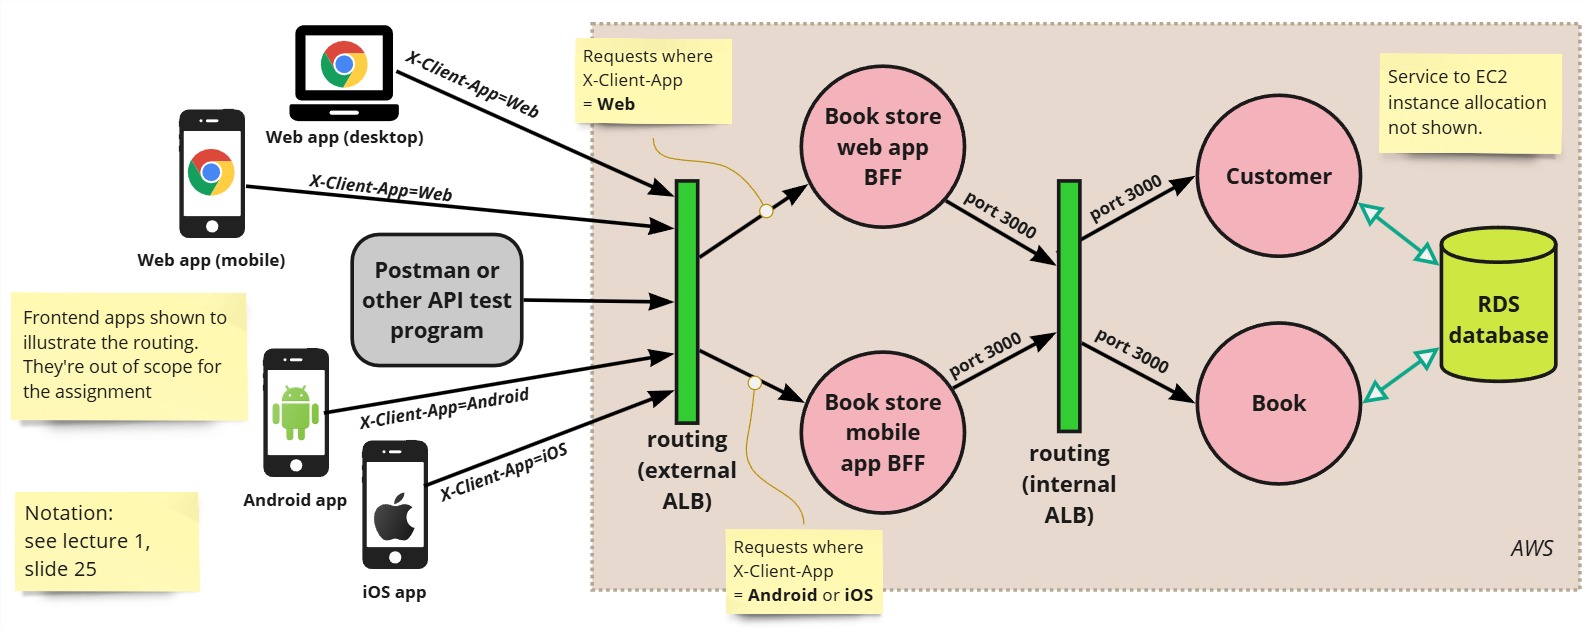 X-Client-App=Web
Web app (desktop)
X-Client-App=Web
Web app (mobile)
Postman or
other API test
program
Frontend apps shown to
illustrate the routing.
They're out of scope for
the assignment
X-Client-App=Android
Android app
X-Client-App=iOS
iOS app
Notation:
see lecture 1,
slide 25
Requests where
X-Client-App
= Web
routing
(external
ALB)
Book store
web app
BFF
Book store
mobile
app BFF
Requests where
X-Client-App
= Android or iOS
port 3000
port 3000
routing
(internal
ALB)
port 3000
port 3000
Customer
Book
Service to EC2
instance allocation
not shown.
RDS
database
AWS